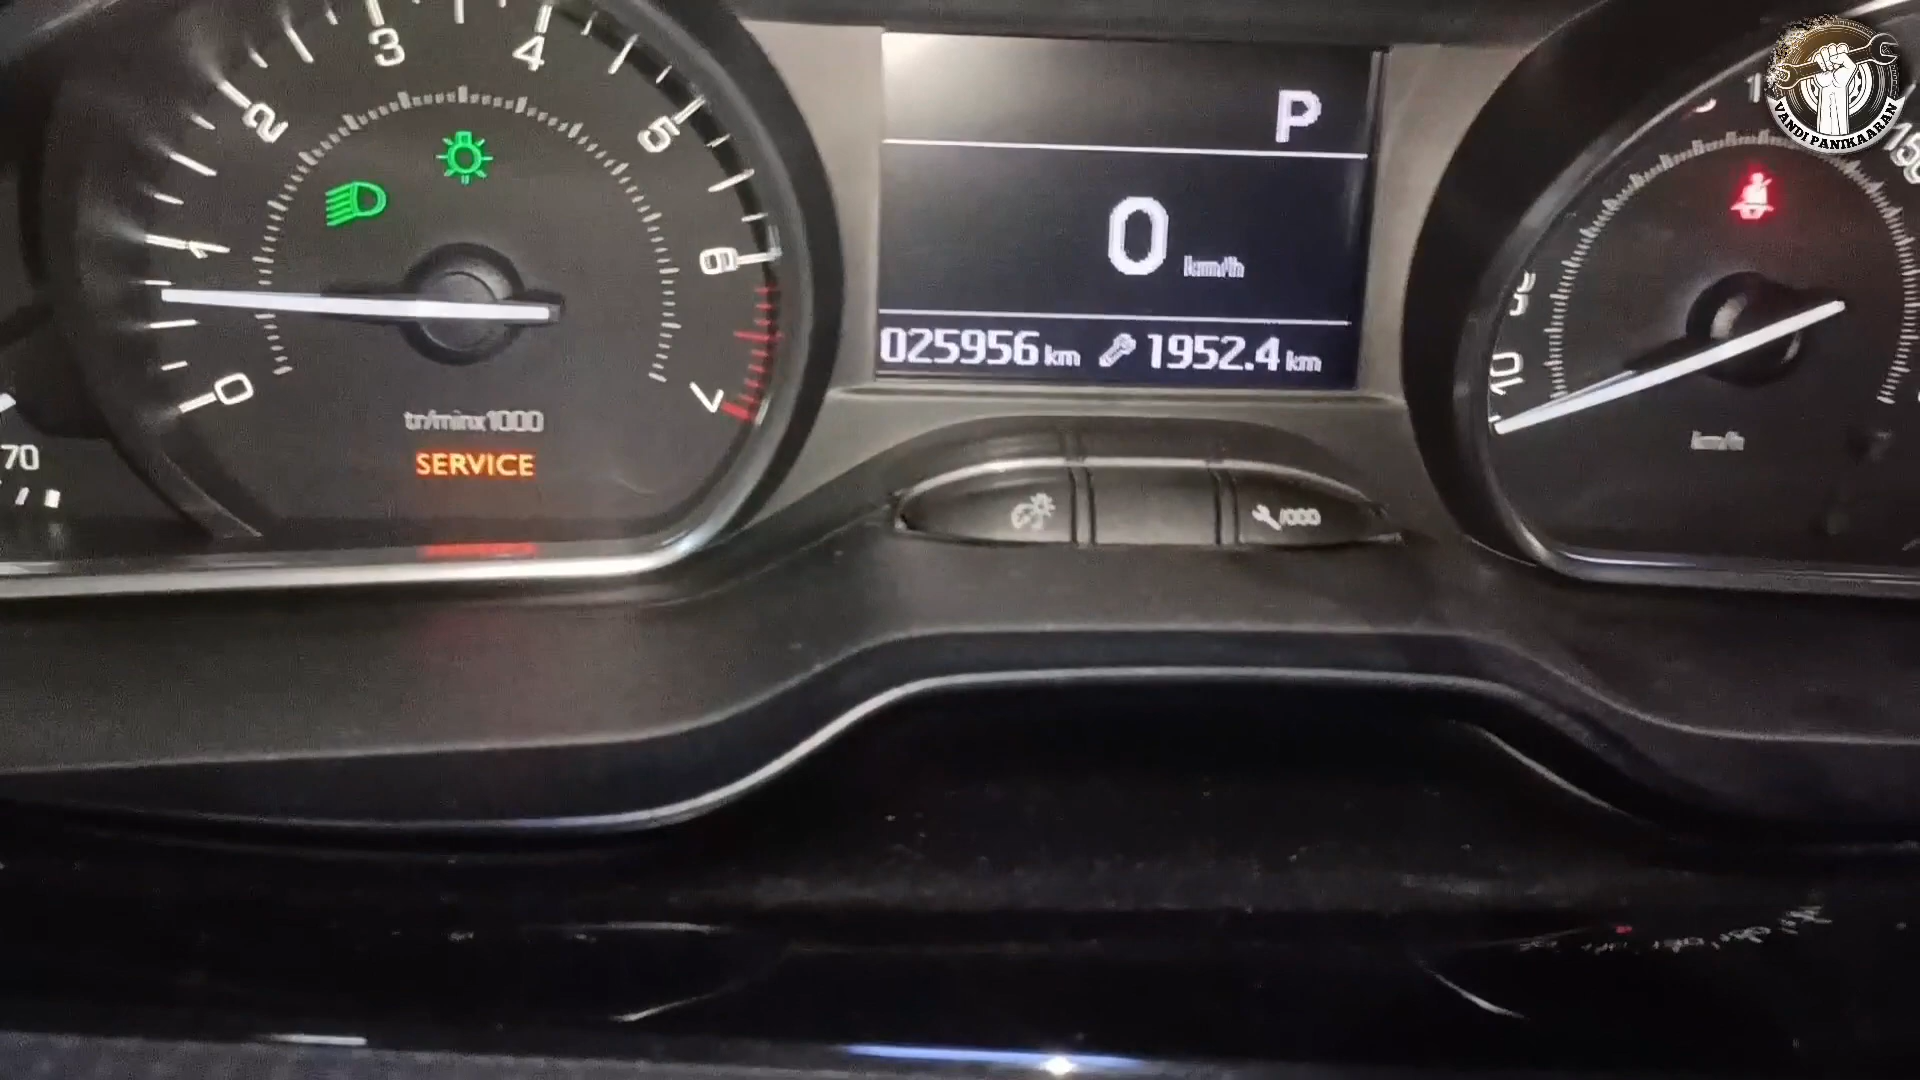 3 4
2 5
1 6
0 7
tr/minx1000
SERVICE
70
P
0 km/h
025956 km 1952.4 km
/000
10
km/h
VANDI PANIKAARAN